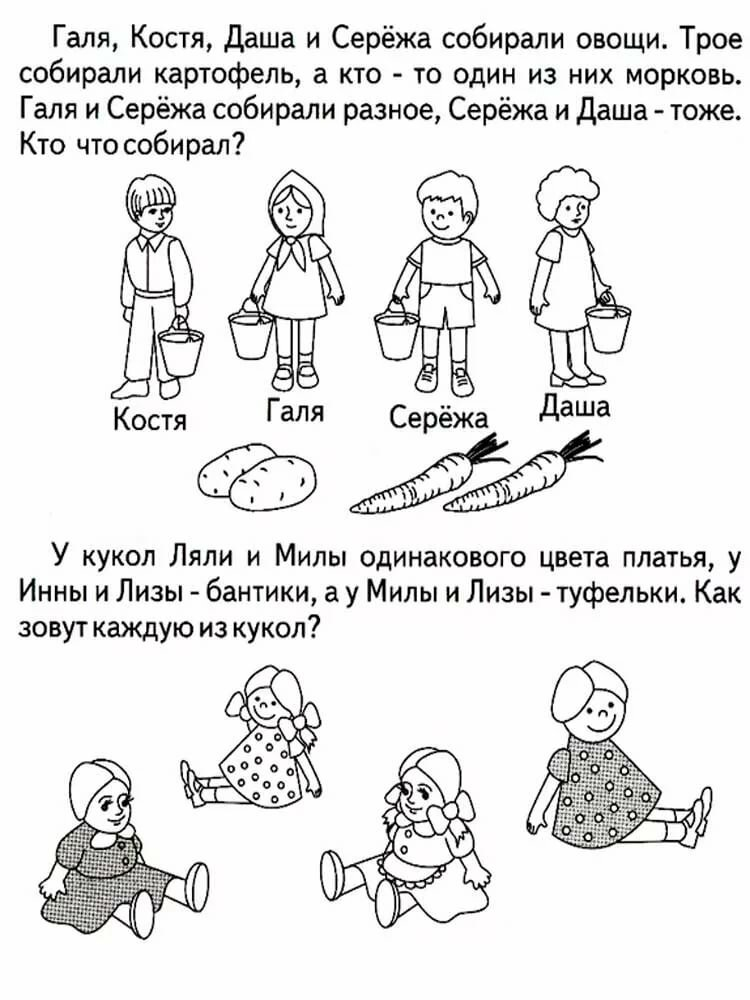 Галя, Костя, Даша и Серёжа собирали овощи. Трое
собирали картофель, а кто - то один из них морковь.
Галя и Серёжа собирали разное, Серёжа и Даша - тоже.
Кто что собирал?
Костя Галя Серёжа Даша
У кукол Ляли и Милы одинакового цвета платья, у
Инны и Лизы - бантики, а у Милы и Лизы - туфельки. Как
зовут каждую из кукол?